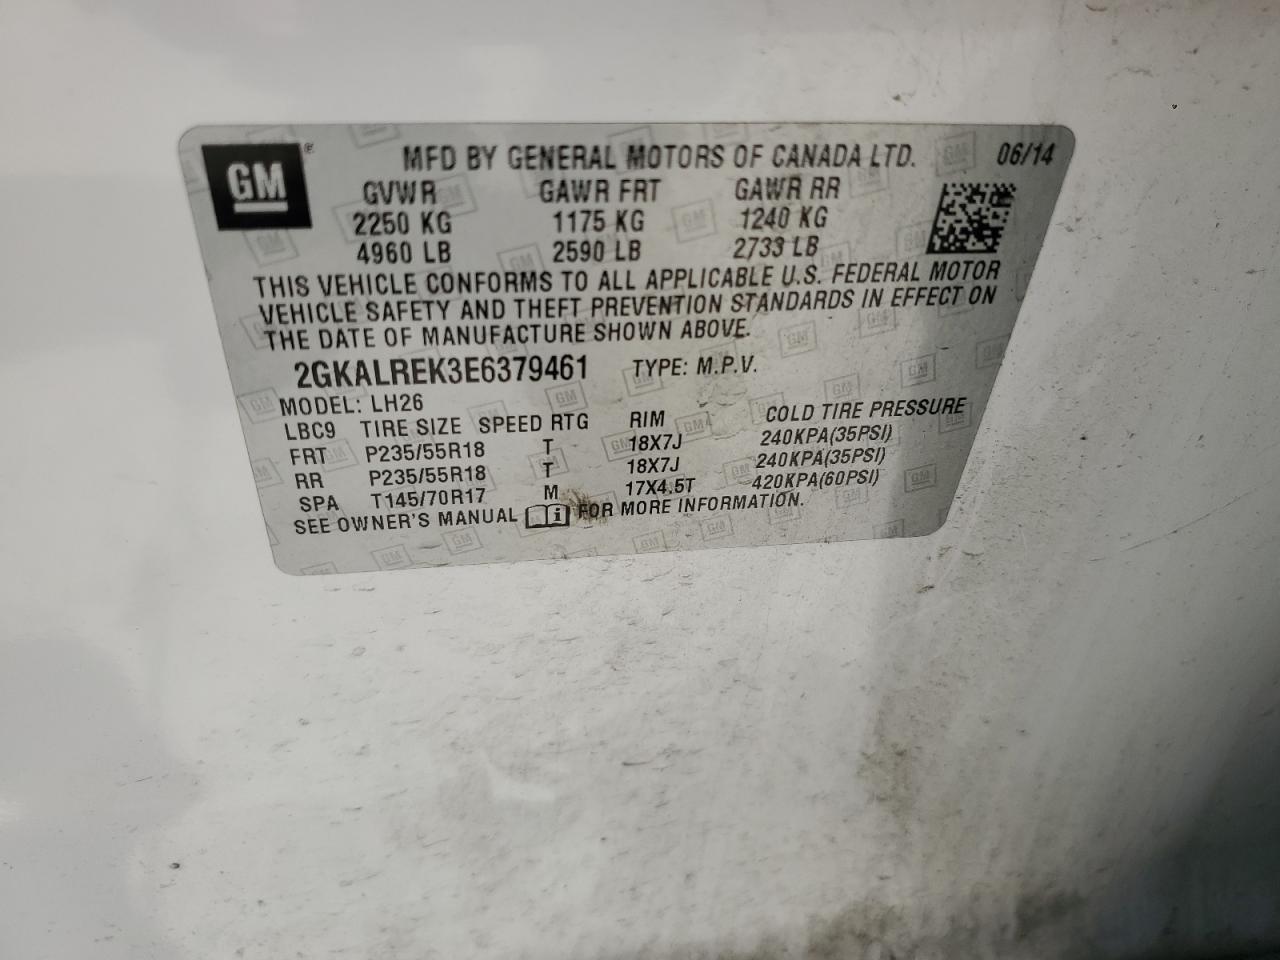 GM ® MFD BY GENERAL MOTORS OF CANADA LTD. 06/14
GVWR GAWR FRT GAWR RR
2250 KG 1175 KG 1240 KG
4960 LB 2590 LB 2733 LB
THIS VEHICLE CONFORMS TO ALL APPLICABLE U.S. FEDERAL MOTOR
VEHICLE SAFETY AND THEFT PREVENTION STANDARDS IN EFFECT ON
THE DATE OF MANUFACTURE SHOWN ABOVE.
2GKALREK3E6379461 TYPE: M.P.V.
MODEL: LH26
LBC9 TIRE SIZE SPEED RTG RIM COLD TIRE PRESSURE
FRT P235/55R18 T 18X7J 240KPA(35PSI)
RR P235/55R18 T 18X7J 240KPA(35PSI)
SPA T145/70R17 M 17X4.5T 420KPA(60PSI)
SEE OWNER'S MANUAL i FOR MORE INFORMATION.